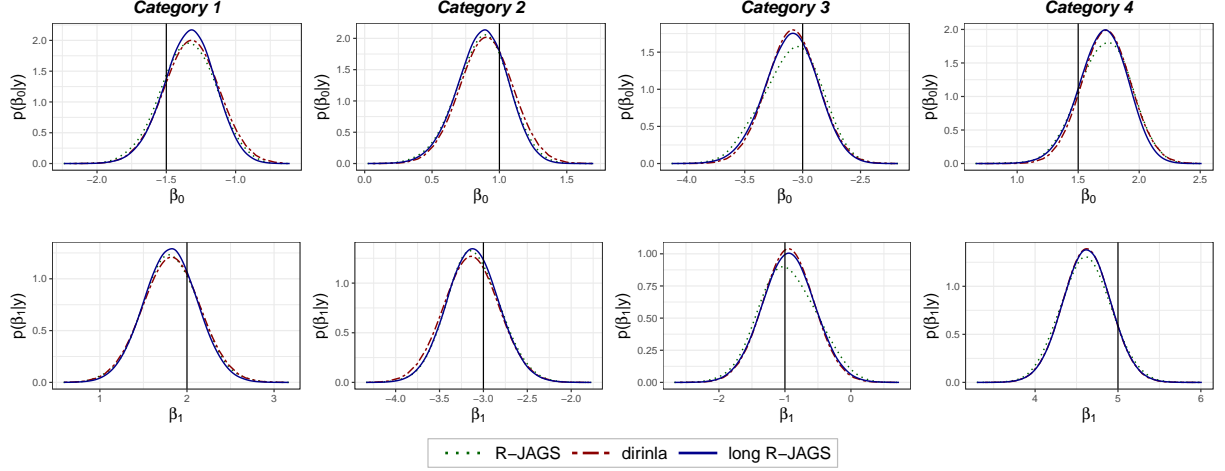 Category 1
Category 2
Category 3
Category 4
p(β₀|y)
2.0
1.5
1.0
0.5
0.0
−2.0
−1.5
−1.0
β₀
p(β₀|y)
2.0
1.5
1.0
0.5
0.0
0.0
0.5
1.0
1.5
β₀
p(β₀|y)
1.5
1.0
0.5
0.0
−4.0
−3.5
−3.0
−2.5
β₀
p(β₀|y)
2.0
1.5
1.0
0.5
0.0
1.0
1.5
2.0
2.5
β₀
p(β₁|y)
1.0
0.5
0.0
1
2
3
β₁
p(β₁|y)
1.0
0.5
0.0
−4.0
−3.5
−3.0
−2.5
−2.0
β₁
p(β₁|y)
1.00
0.75
0.50
0.25
0.00
−2
−1
0
β₁
p(β₁|y)
1.0
0.5
0.0
4
5
6
β₁
R−JAGS dirinla long R−JAGS